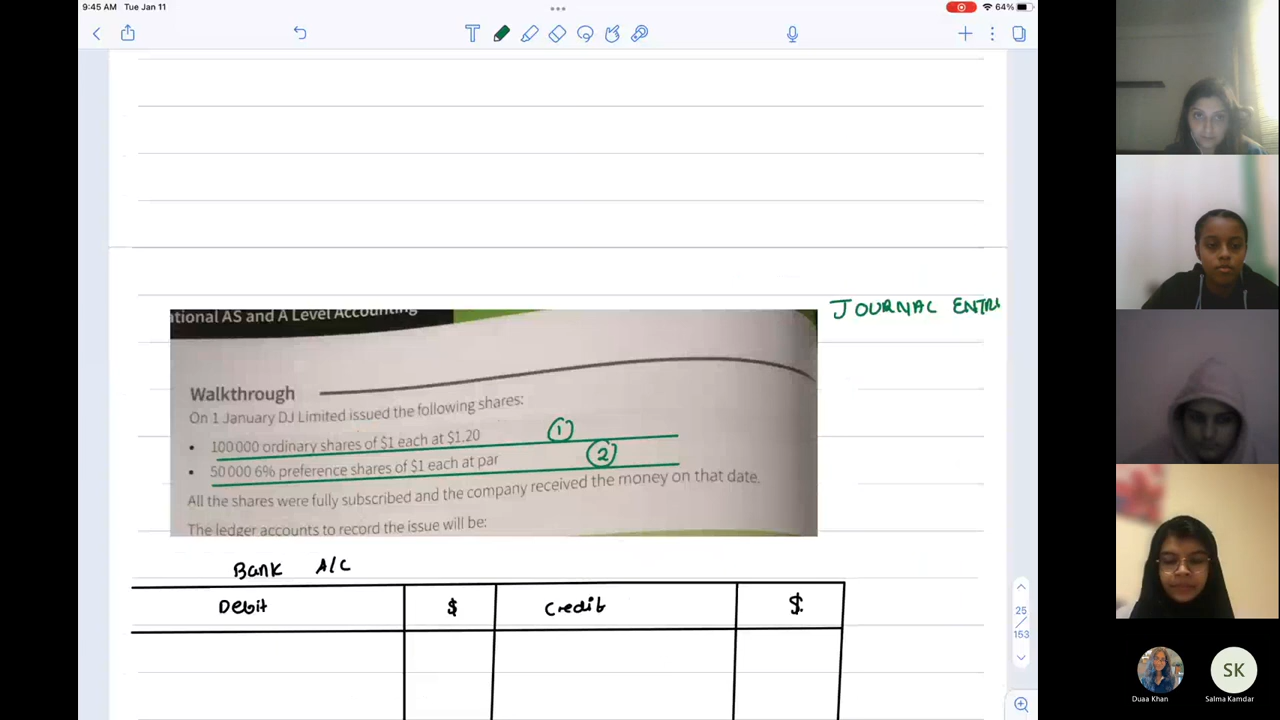 9:45 AM Tue Jan 11
64%
JOURNAL ENTRI
ational AS and A Level Accounting
Walkthrough
On 1 January DJ Limited issued the following shares:
• 100 000 ordinary shares of $1 each at $1.20 1
• 50 000 6% preference shares of $1 each at par 2
All the shares were fully subscribed and the company received the money on that date.
The ledger accounts to record the issue will be:
Bank A/C
Debit $ Credit $
25
/
153
SK
Duaa Khan Salma Kamdar